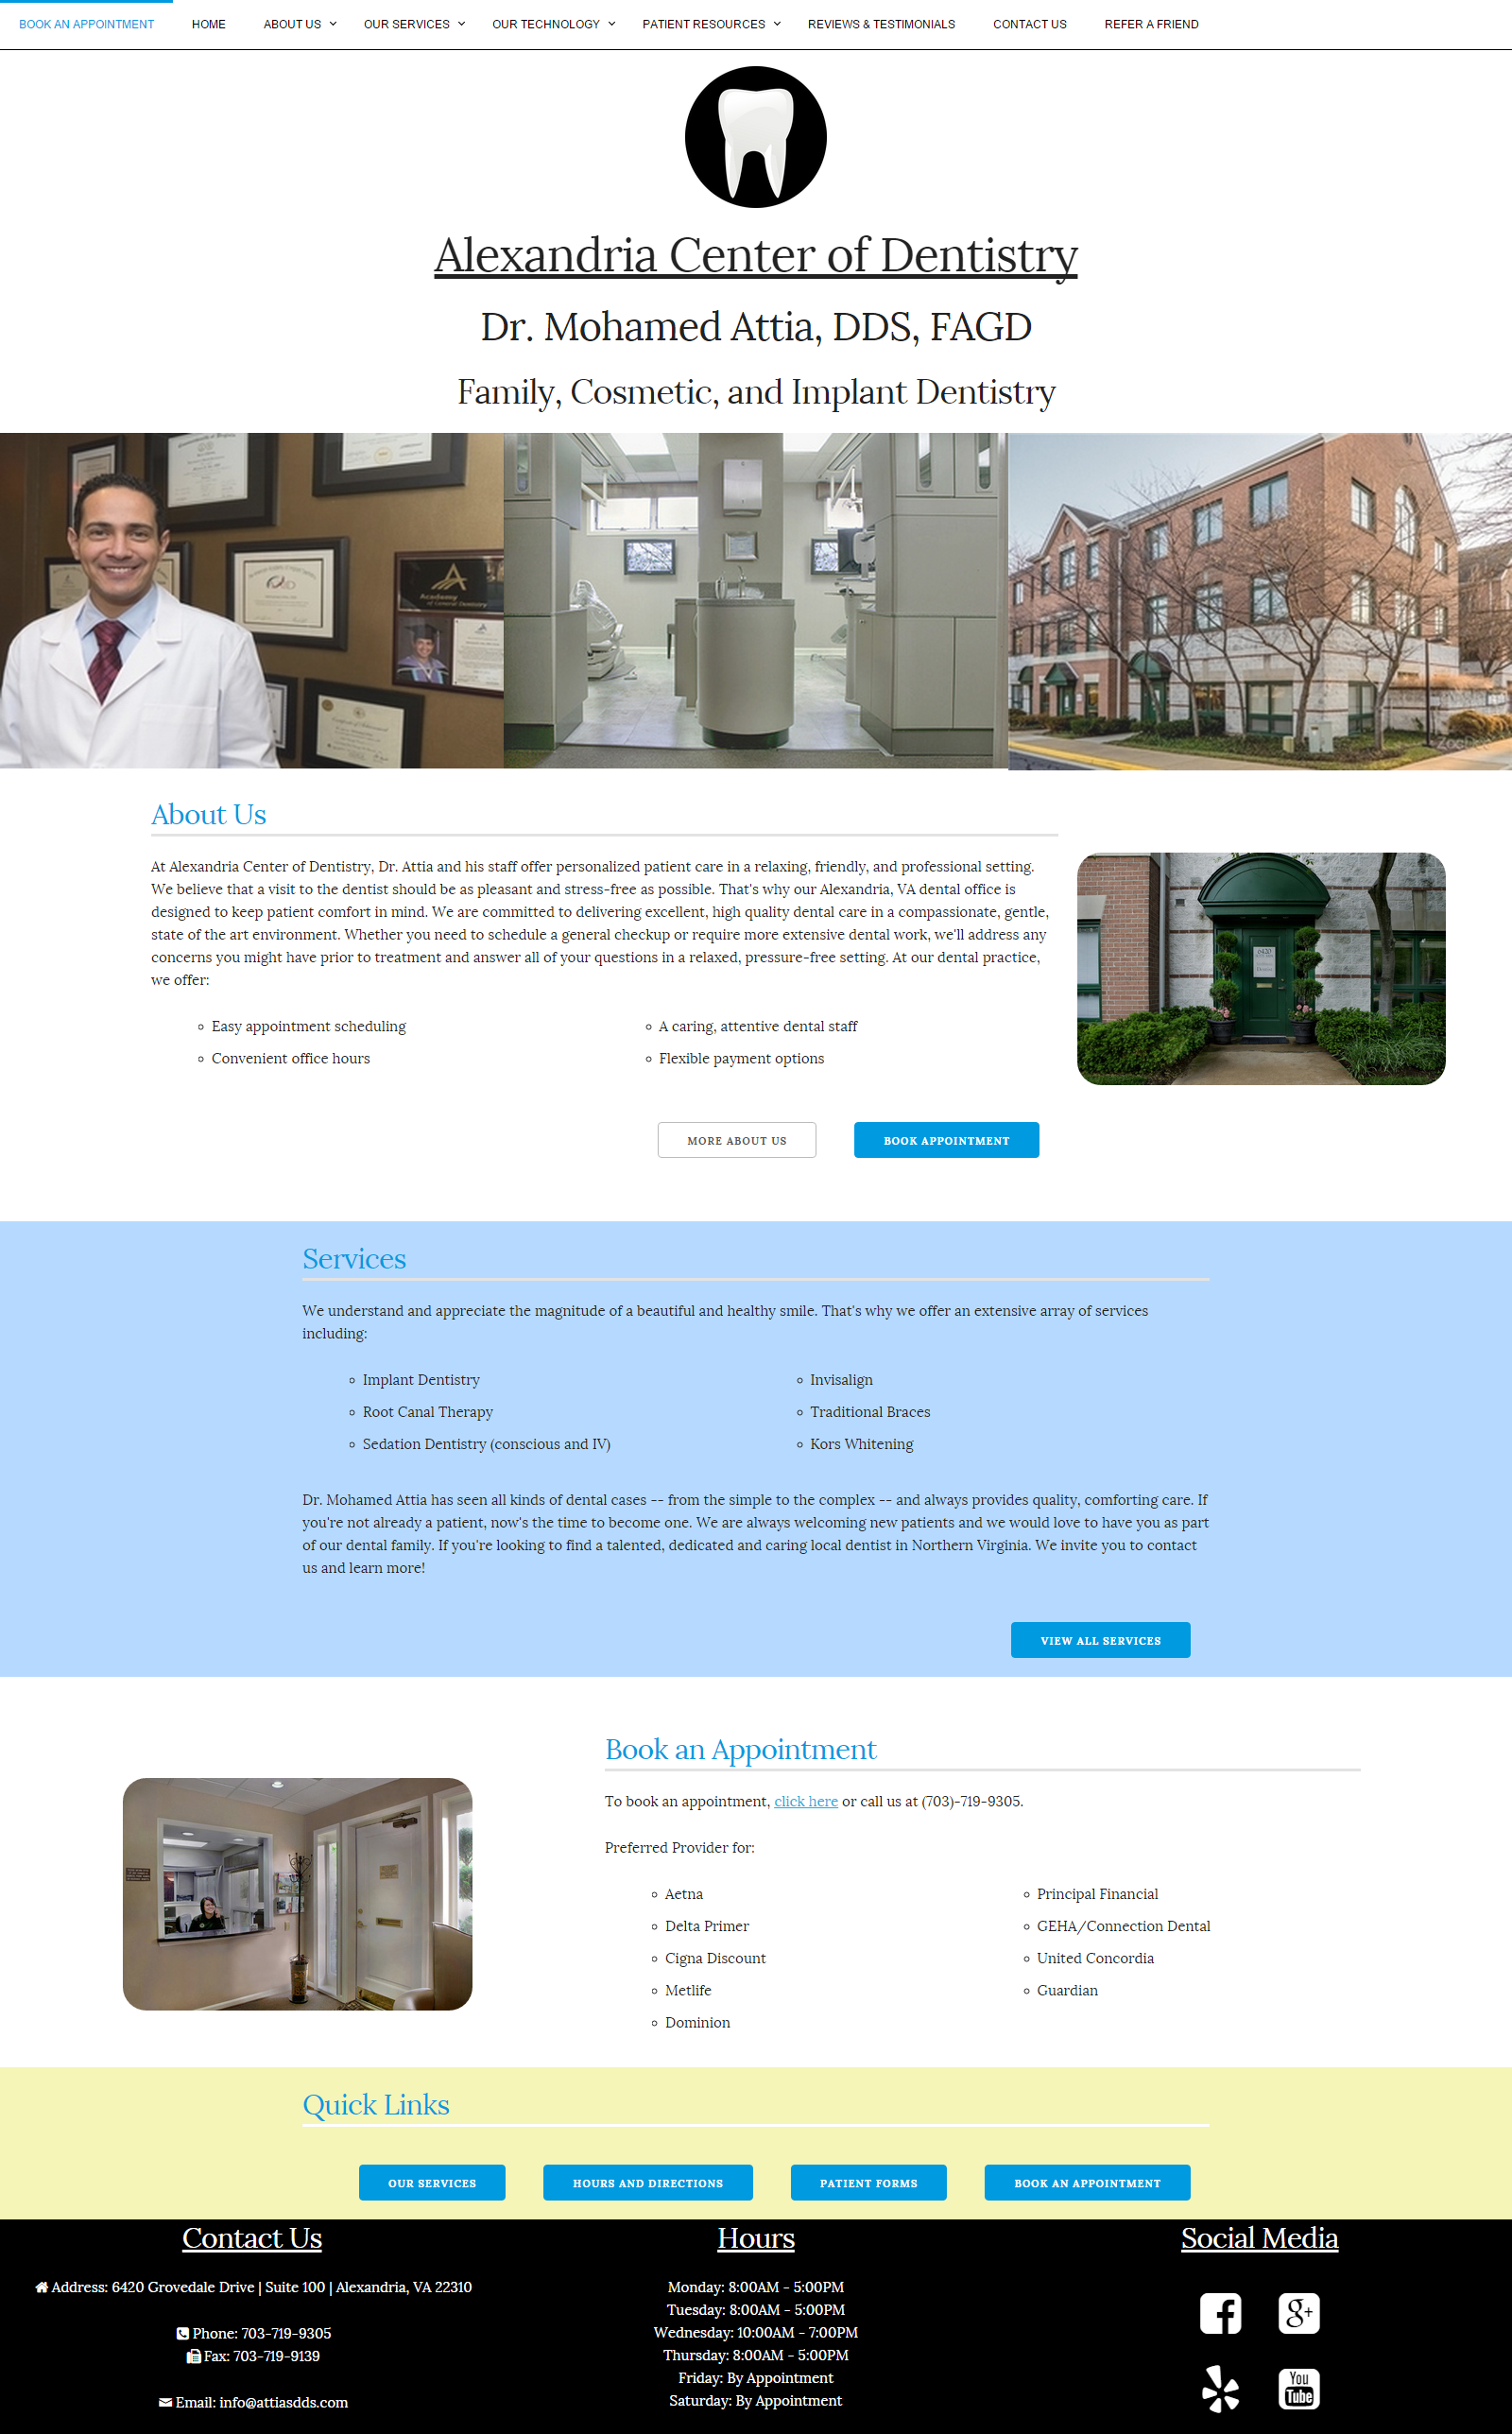 BOOK AN APPOINTMENT HOME ABOUT US OUR SERVICES OUR TECHNOLOGY PATIENT RESOURCES REVIEWS & TESTIMONIALS CONTACT US REFER A FRIEND
Alexandria Center of Dentistry
Dr. Mohamed Attia, DDS, FAGD
Family, Cosmetic, and Implant Dentistry
Academy
of General Dentistry
About Us
At Alexandria Center of Dentistry, Dr. Attia and his staff offer personalized patient care in a relaxing, friendly, and professional setting.
We believe that a visit to the dentist should be as pleasant and stress-free as possible. That's why our Alexandria, VA dental office is
designed to keep patient comfort in mind. We are committed to delivering excellent, high quality dental care in a compassionate, gentle,
state of the art environment. Whether you need to schedule a general checkup or require more extensive dental work, we'll address any
concerns you might have prior to treatment and answer all of your questions in a relaxed, pressure-free setting. At our dental practice,
we offer:
Easy appointment scheduling
Convenient office hours
A caring, attentive dental staff
Flexible payment options
MORE ABOUT US
BOOK APPOINTMENT
Services
We understand and appreciate the magnitude of a beautiful and healthy smile. That's why we offer an extensive array of services
including:
Implant Dentistry
Root Canal Therapy
Sedation Dentistry (conscious and IV)
Invisalign
Traditional Braces
Kors Whitening
Dr. Mohamed Attia has seen all kinds of dental cases -- from the simple to the complex -- and always provides quality, comforting care. If
you're not already a patient, now's the time to become one. We are always welcoming new patients and we would love to have you as part
of our dental family. If you're looking to find a talented, dedicated and caring local dentist in Northern Virginia. We invite you to contact
us and learn more!
VIEW ALL SERVICES
Book an Appointment
To book an appointment, click here or call us at (703)-719-9305.
Preferred Provider for:
Aetna
Delta Primer
Cigna Discount
Metlife
Dominion
Principal Financial
GEHA/Connection Dental
United Concordia
Guardian
Quick Links
OUR SERVICES
HOURS AND DIRECTIONS
PATIENT FORMS
BOOK AN APPOINTMENT
Contact Us
Address: 6420 Grovedale Drive | Suite 100 | Alexandria, VA 22310
Phone: 703-719-9305
Fax: 703-719-9139
Email: info@attiasdds.com
Hours
Monday: 8:00AM - 5:00PM
Tuesday: 8:00AM - 5:00PM
Wednesday: 10:00AM - 7:00PM
Thursday: 8:00AM - 5:00PM
Friday: By Appointment
Saturday: By Appointment
Social Media
g+
You
Tube